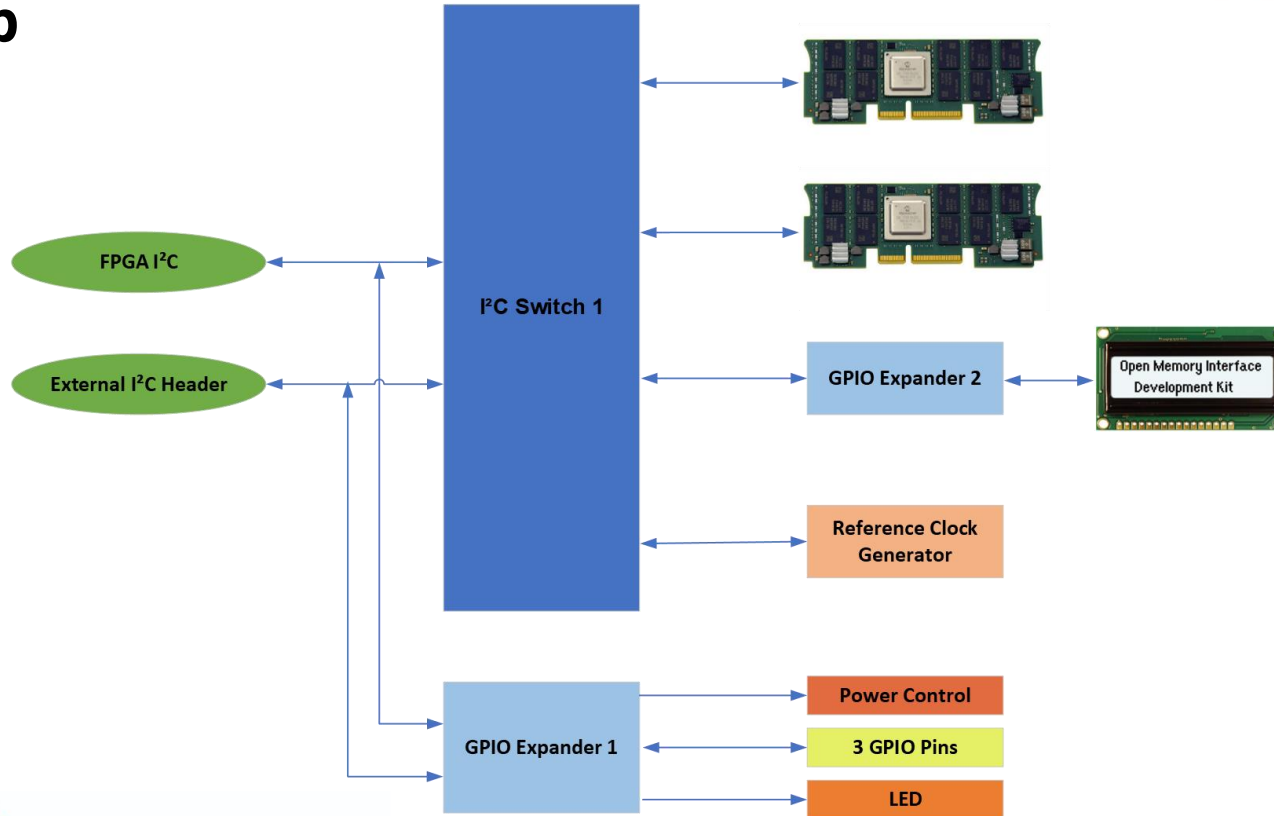 b
FPGA I²C
External I²C Header
I²C Switch 1
GPIO Expander 2
Open Memory Interface
Development Kit
Reference Clock
Generator
GPIO Expander 1
Power Control
3 GPIO Pins
LED